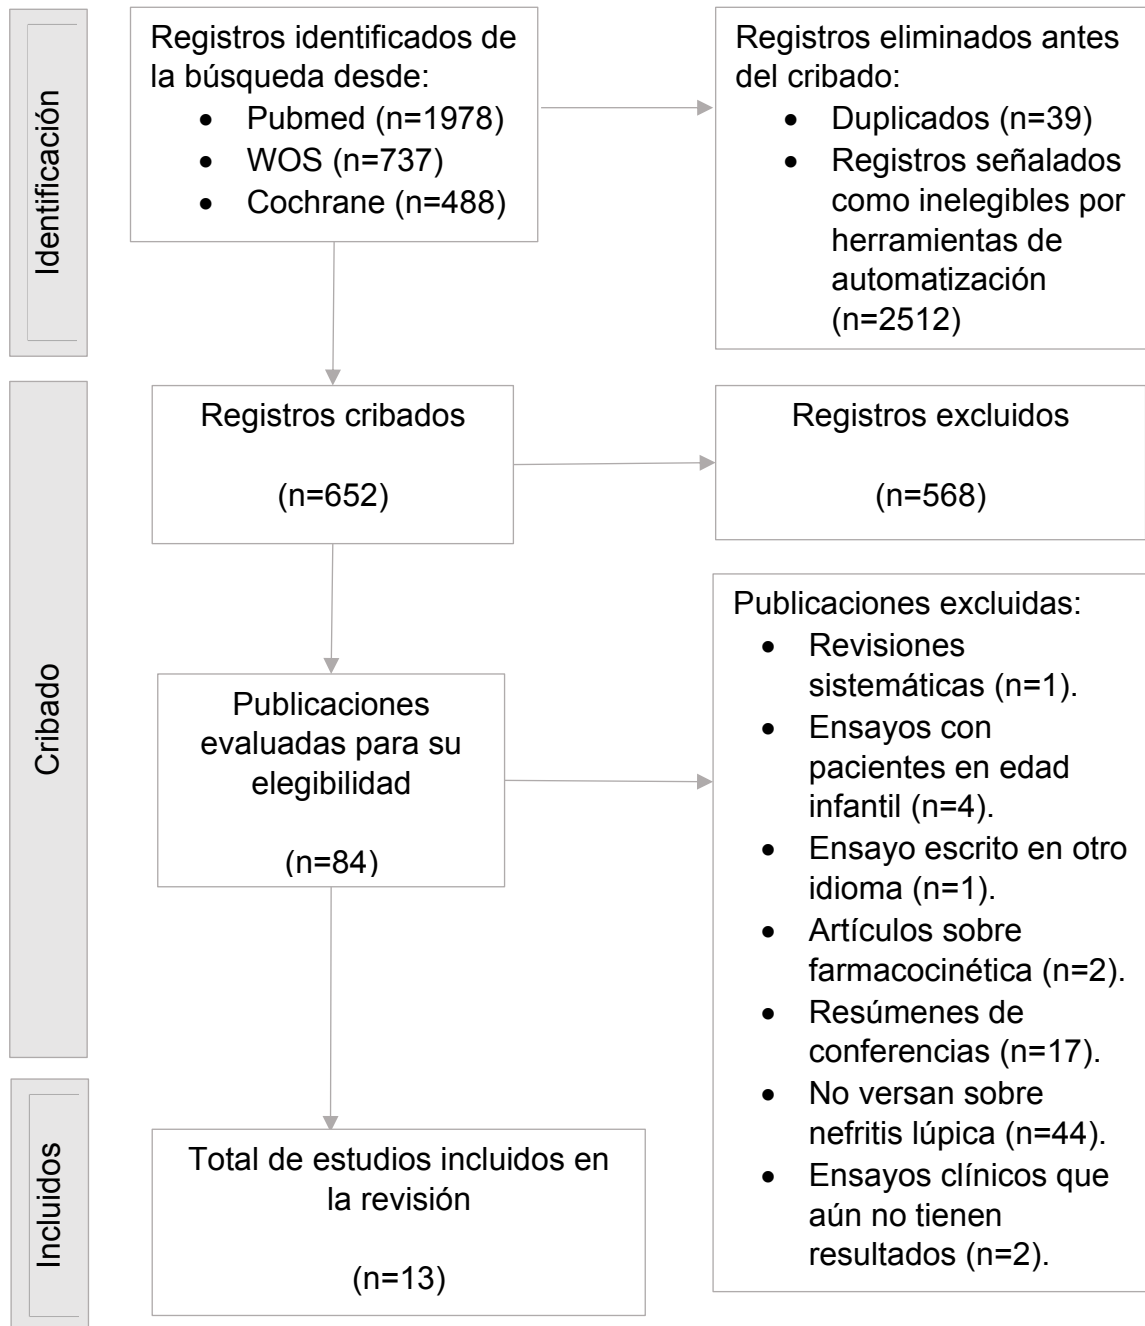 Identificación
Registros identificados de
la búsqueda desde:
• Pubmed (n=1978)
• WOS (n=737)
• Cochrane (n=488)
Registros eliminados antes
del cribado:
• Duplicados (n=39)
• Registros señalados
como inelegibles por
herramientas de
automatización
(n=2512)
Cribado
Registros cribados
(n=652)
Registros excluidos
(n=568)
Publicaciones
evaluadas para su
elegibilidad
(n=84)
Publicaciones excluidas:
• Revisiones
sistemáticas (n=1).
• Ensayos con
pacientes en edad
infantil (n=4).
• Ensayo escrito en otro
idioma (n=1).
• Artículos sobre
farmacocinética (n=2).
• Resúmenes de
conferencias (n=17).
• No versan sobre
nefritis lúpica (n=44).
• Ensayos clínicos que
aún no tienen
resultados (n=2).
Incluidos
Total de estudios incluidos en
la revisión
(n=13)